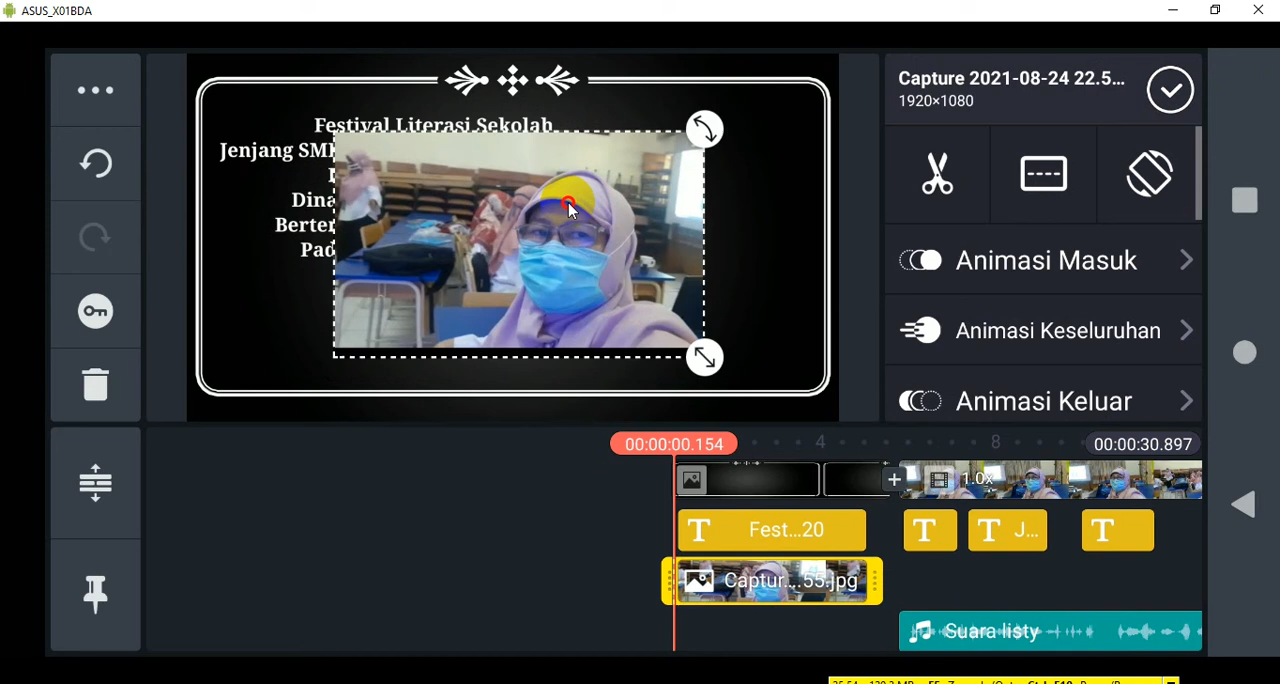 ASUS_X01BDA
Festival Literasi Sekolah
Jenjang SM
Dina
Berte
Pad
Capture 2021-08-24 22.5...
1920×1080
Animasi Masuk
Animasi Keseluruhan
Animasi Keluar
00:00:00.154
4
8
00:00:30.897
1.0x
T Fest...20
T
T J...
T
Captur....55.jpg
Suara listy